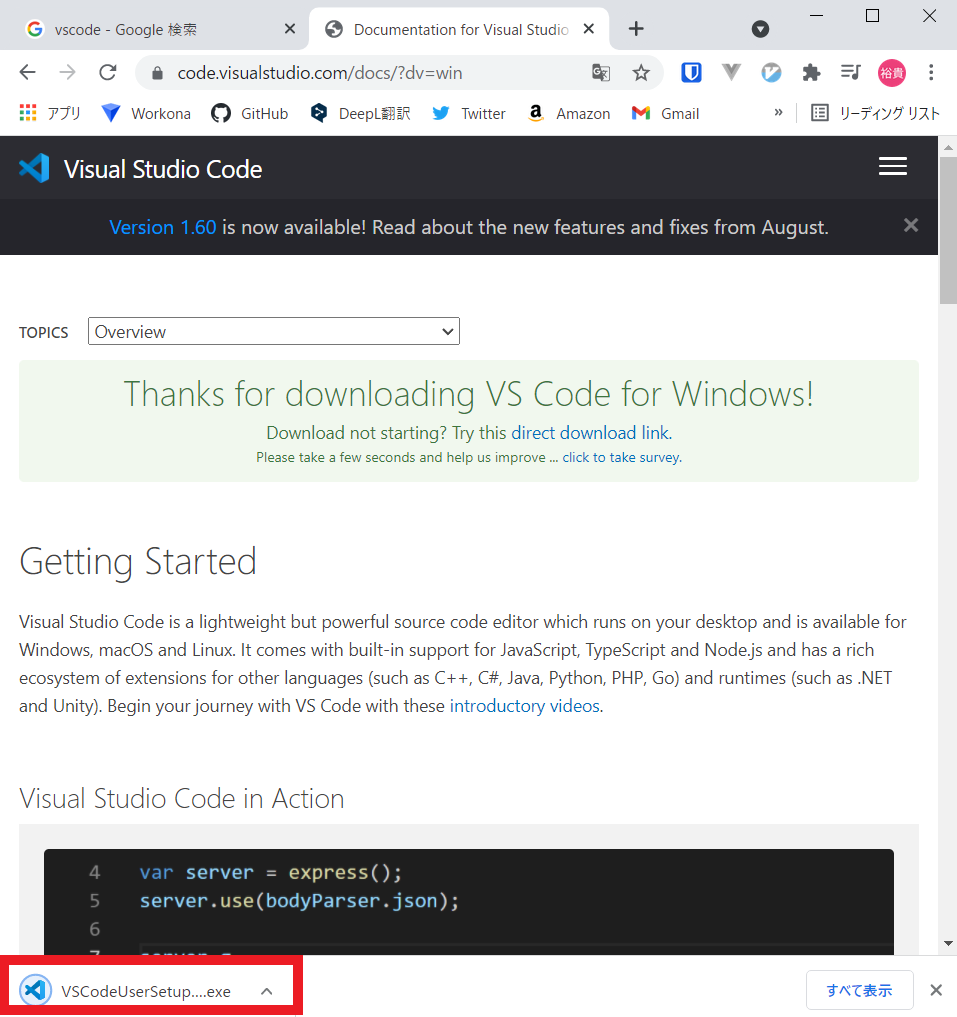 vscode - Google 検索
Documentation for Visual Studio
code.visualstudio.com/docs/?dv=win
裕貴
アプリ
Workona
GitHub
DeepL翻訳
Twitter
Amazon
Gmail
»
リーディング リスト
Visual Studio Code
Version 1.60 is now available! Read about the new features and fixes from August.
TOPICS
Overview
Thanks for downloading VS Code for Windows!
Download not starting? Try this direct download link.
Please take a few seconds and help us improve ... click to take survey.
Getting Started
Visual Studio Code is a lightweight but powerful source code editor which runs on your desktop and is available for
Windows, macOS and Linux. It comes with built-in support for JavaScript, TypeScript and Node.js and has a rich
ecosystem of extensions for other languages (such as C++, C#, Java, Python, PHP, Go) and runtimes (such as .NET
and Unity). Begin your journey with VS Code with these introductory videos.
Visual Studio Code in Action
4 var server = express();
5 server.use(bodyParser.json);
6
7 server =
VSCodeUserSetup....exe
すべて表示